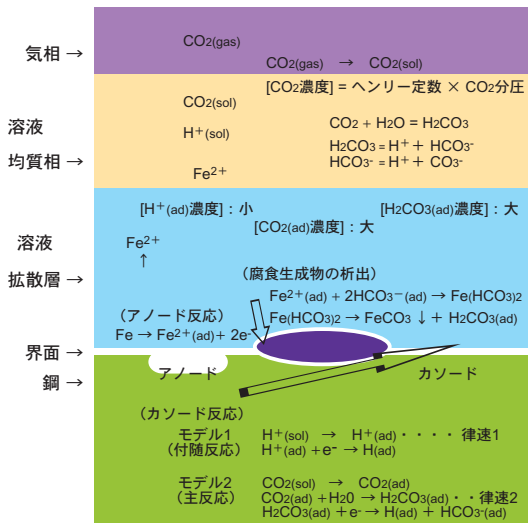 気相 →
CO2(gas)
CO2(gas) → CO2(sol)
[CO2濃度] = ヘンリー定数 × CO2分圧
溶液
均質相 →
CO2(sol)
H+(sol)
Fe2+
CO2 + H2O = H2CO3
H2CO3 = H+ + HCO3-
HCO3- = H+ + CO3-
溶液
拡散層 →
[H+(ad)濃度] : 小
[H2CO3(ad)濃度] : 大
[CO2(ad)濃度] : 大
Fe2+
↑
(腐食生成物の析出)
Fe2+(ad) + 2HCO3-(ad) → Fe(HCO3)2
Fe(HCO3)2 → FeCO3 ↓ + H2CO3(ad)
(アノード反応)
Fe → Fe2+(ad) + 2e-
界面 →
鋼 →
アノード
カソード
(カソード反応)
モデル1 H+(sol) → H+(ad)・・・・ 律速1
(付随反応) H+(ad) + e- → H(ad)
モデル2 CO2(sol) → CO2(ad)
(主反応) CO2(ad) + H20 → H2CO3(ad)・・律速2
H2CO3(ad) + e- → H(ad) + HCO3-(ad)